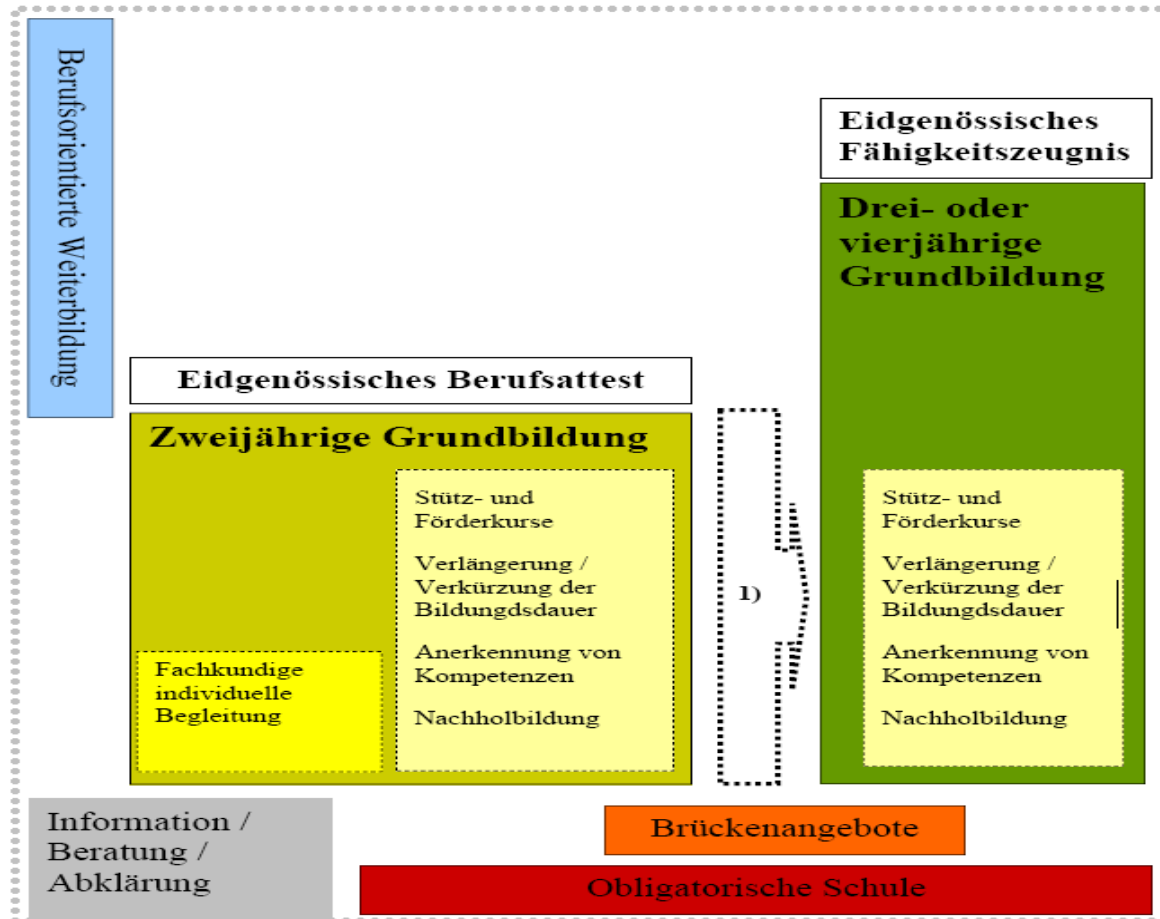 Berufsorientierte Weiterbildung
Eidgenössisches
Fähigkeitszeugnis
Drei- oder
vierjährige
Grundbildung
Eidgenössisches Berufsattest
Zweijährige Grundbildung
Stütz- und
Förderkurse
Verlängerung /
Verkürzung der
Bildungdsdauer
Anerkennung von
Kompetenzen
Nachholbildung
Fachkundige
individuelle
Begleitung
1)
Stütz- und
Förderkurse
Verlängerung /
Verkürzung der
Bildungdsdauer
Anerkennung von
Kompetenzen
Nachholbildung
Information /
Beratung /
Abklärung
Brückenangebote
Obligatorische Schule